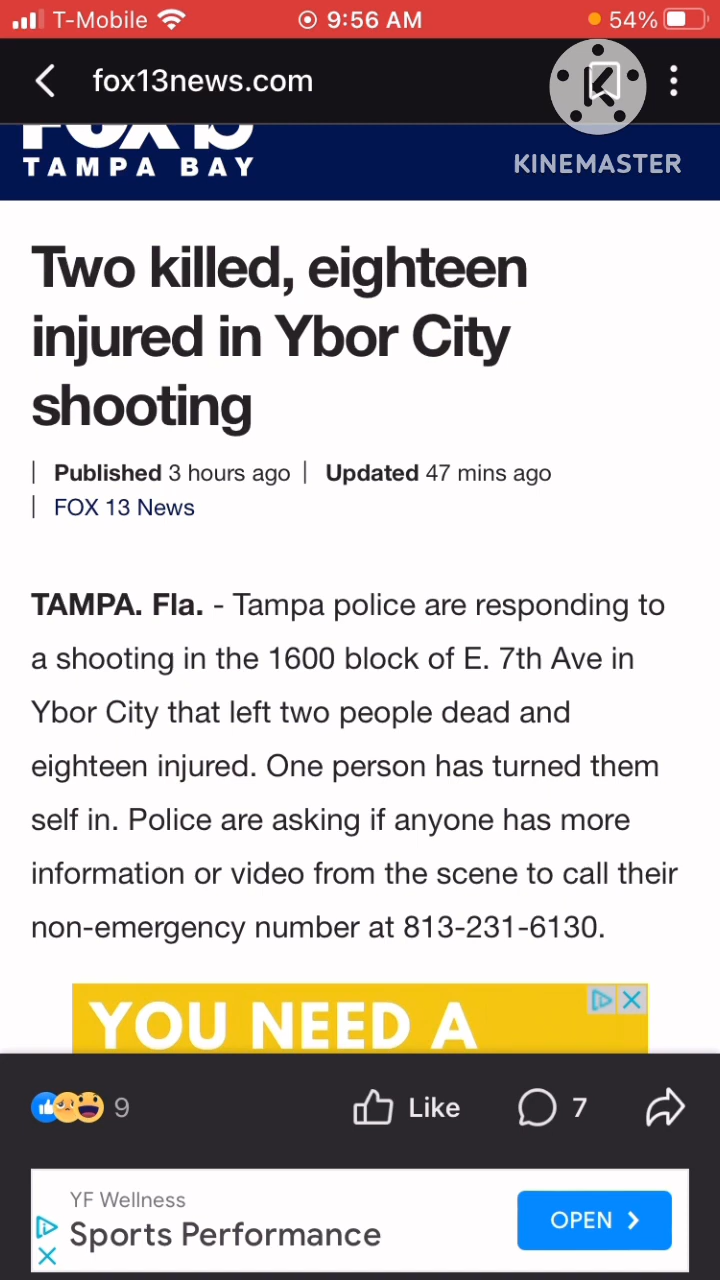 T-Mobile 9:56 AM 54%
fox13news.com
TAMPA BAY
KINEMASTER
Two killed, eighteen
injured in Ybor City
shooting
| Published 3 hours ago | Updated 47 mins ago
| FOX 13 News
TAMPA. Fla. - Tampa police are responding to
a shooting in the 1600 block of E. 7th Ave in
Ybor City that left two people dead and
eighteen injured. One person has turned them
self in. Police are asking if anyone has more
information or video from the scene to call their
non-emergency number at 813-231-6130.
YOU NEED A
9 Like 7
YF Wellness
Sports Performance
OPEN